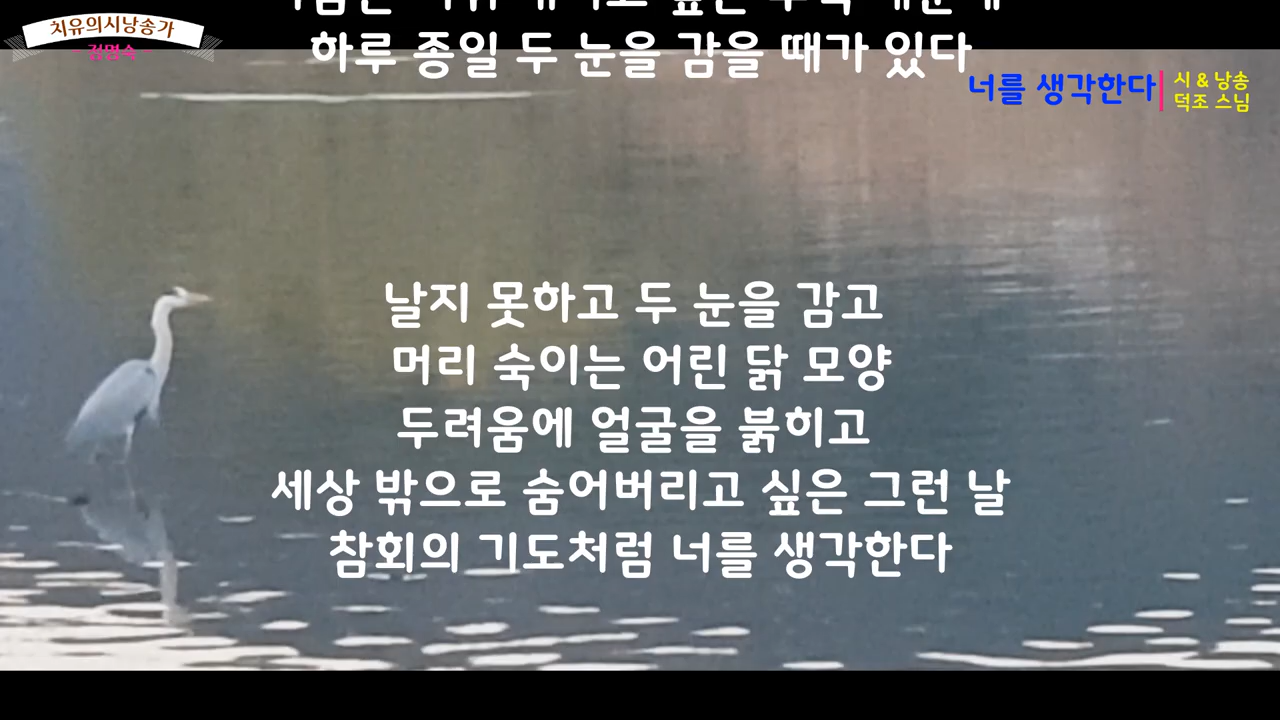 치유의시낭송가
- 전명숙 -
하루 종일 두 눈을 감을 때가 있다
너를 생각한다
시 & 낭송
덕조 스님
날지 못하고 두 눈을 감고
머리 숙이는 어린 닭 모양
두려움에 얼굴을 붉히고
세상 밖으로 숨어버리고 싶은 그런 날
참회의 기도처럼 너를 생각한다